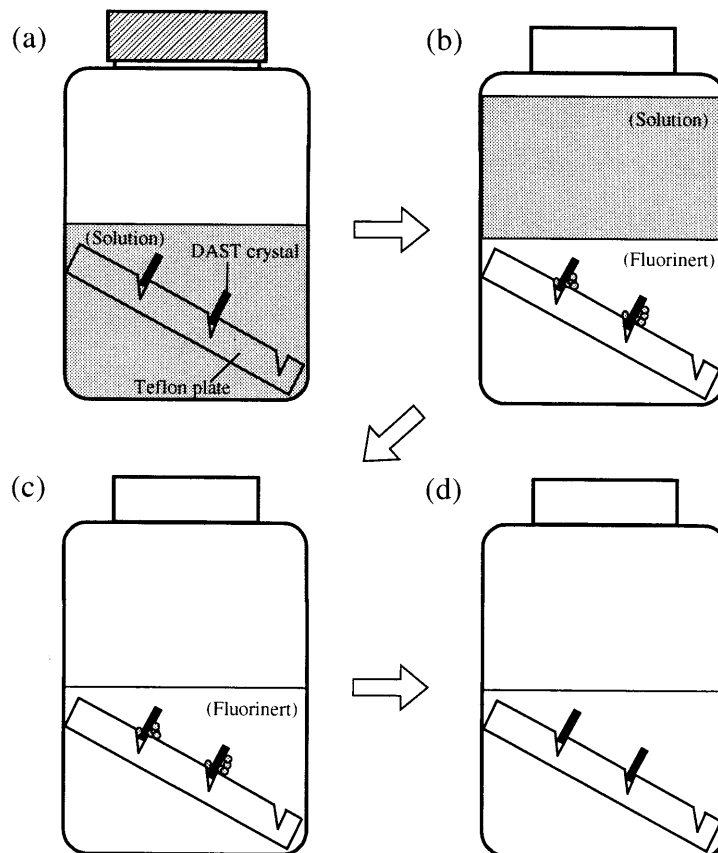 (a)
(Solution)
DAST crystal
Teflon plate
(b)
(Solution)
(Fluorinert)
(c)
(Fluorinert)
(d)